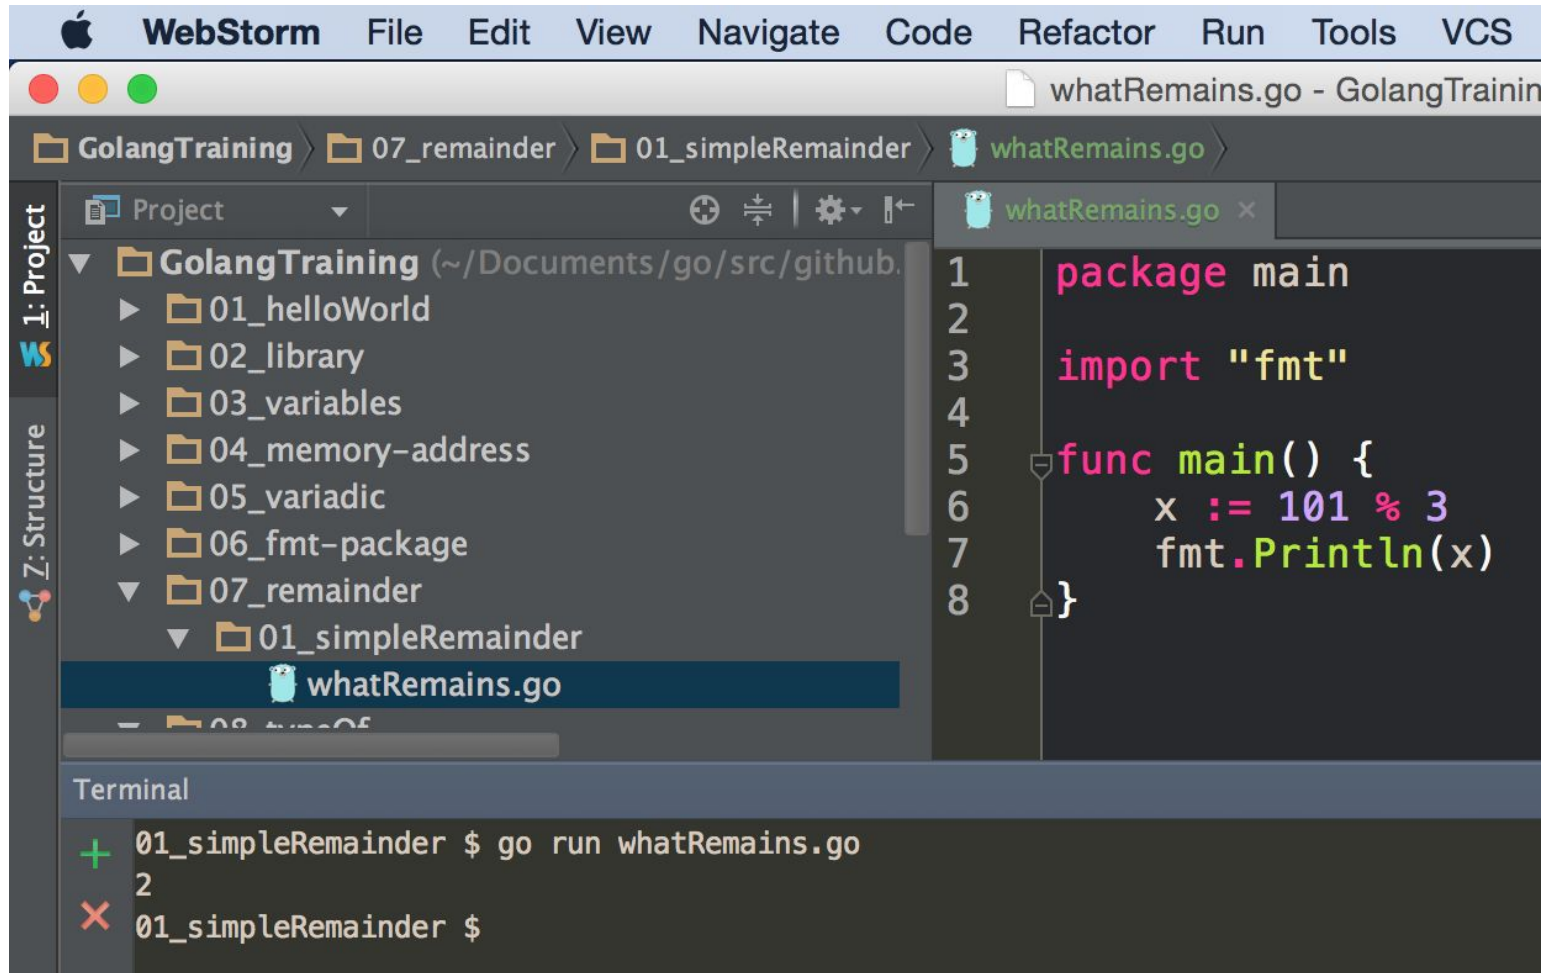 WebStorm File Edit View Navigate Code Refactor Run Tools VCS
whatRemains.go - GolangTrainin
GolangTraining 07_remainder 01_simpleRemainder whatRemains.go
1: Project
Z: Structure
Project
GolangTraining (~/Documents/go/src/github.
01_helloWorld
02_library
03_variables
04_memory-address
05_variadic
06_fmt-package
07_remainder
01_simpleRemainder
whatRemains.go
08_typeOf
whatRemains.go ×
1 package main
2
3 import "fmt"
4
5 func main() {
6 x := 101 % 3
7 fmt.Println(x)
8 }
Terminal
01_simpleRemainder $ go run whatRemains.go
2
01_simpleRemainder $